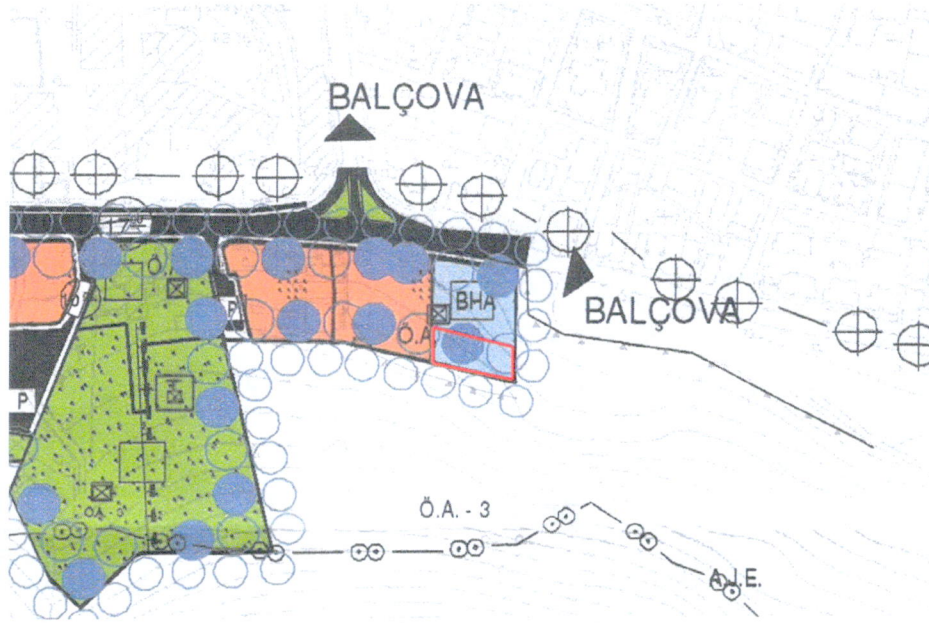 BALÇOVA
BHA
BALÇOVA
P
Ö.A
P
Ö.A. - 3
A.J.E.